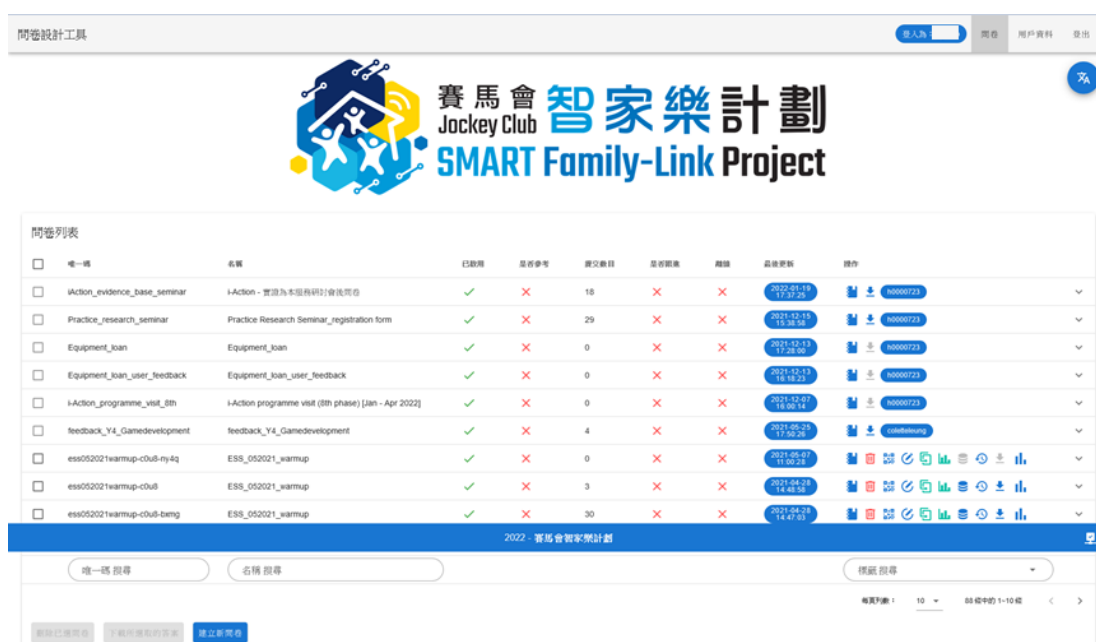 問卷設計工具
登入為： 問卷 用戶資料 登出
賽馬會 智家樂計劃
Jockey Club
SMART Family-Link Project
問卷列表
唯一碼 名稱 已啟用 是否參考 提交數目 是否跟進 離線 最後更新 操作
iAction_evidence_base_seminar i-Action - 實證為本服務研討會後問卷 18 2022-01-19 17:37:25 h0000723
Practice_research_seminar Practice Research Seminar_registration form 29 2021-12-15 15:38:58 h0000723
Equipment_loan Equipment_loan 0 2021-12-13 17:28:00 h0000723
Equipment_loan_user_feedback Equipment_loan_user_feedback 0 2021-12-13 16:18:23 h0000723
i-Action_programme_visit_8th i-Action programme visit (8th phase) [Jan - Apr 2022] 0 2021-12-07 16:00:14 h0000723
feedback_Y4_Gamedevelopment feedback_Y4_Gamedevelopment 4 2021-05-25 17:50:26 coletteleung
ess052021warmup-c0u8-ny4q ESS_052021_warmup 0 2021-05-07 11:00:28
ess052021warmup-c0u8 ESS_052021_warmup 3 2021-04-28 14:48:58
ess052021warmup-c0u8-bxmg ESS_052021_warmup 30 2021-04-28 14:47:03
2022 - 賽馬會智家樂計劃
唯一碼 搜尋 名稱 搜尋 標籤 搜尋
每頁列數： 10 88 中的 1~10
刪除已選問卷 下載所選取的答案 建立新問卷